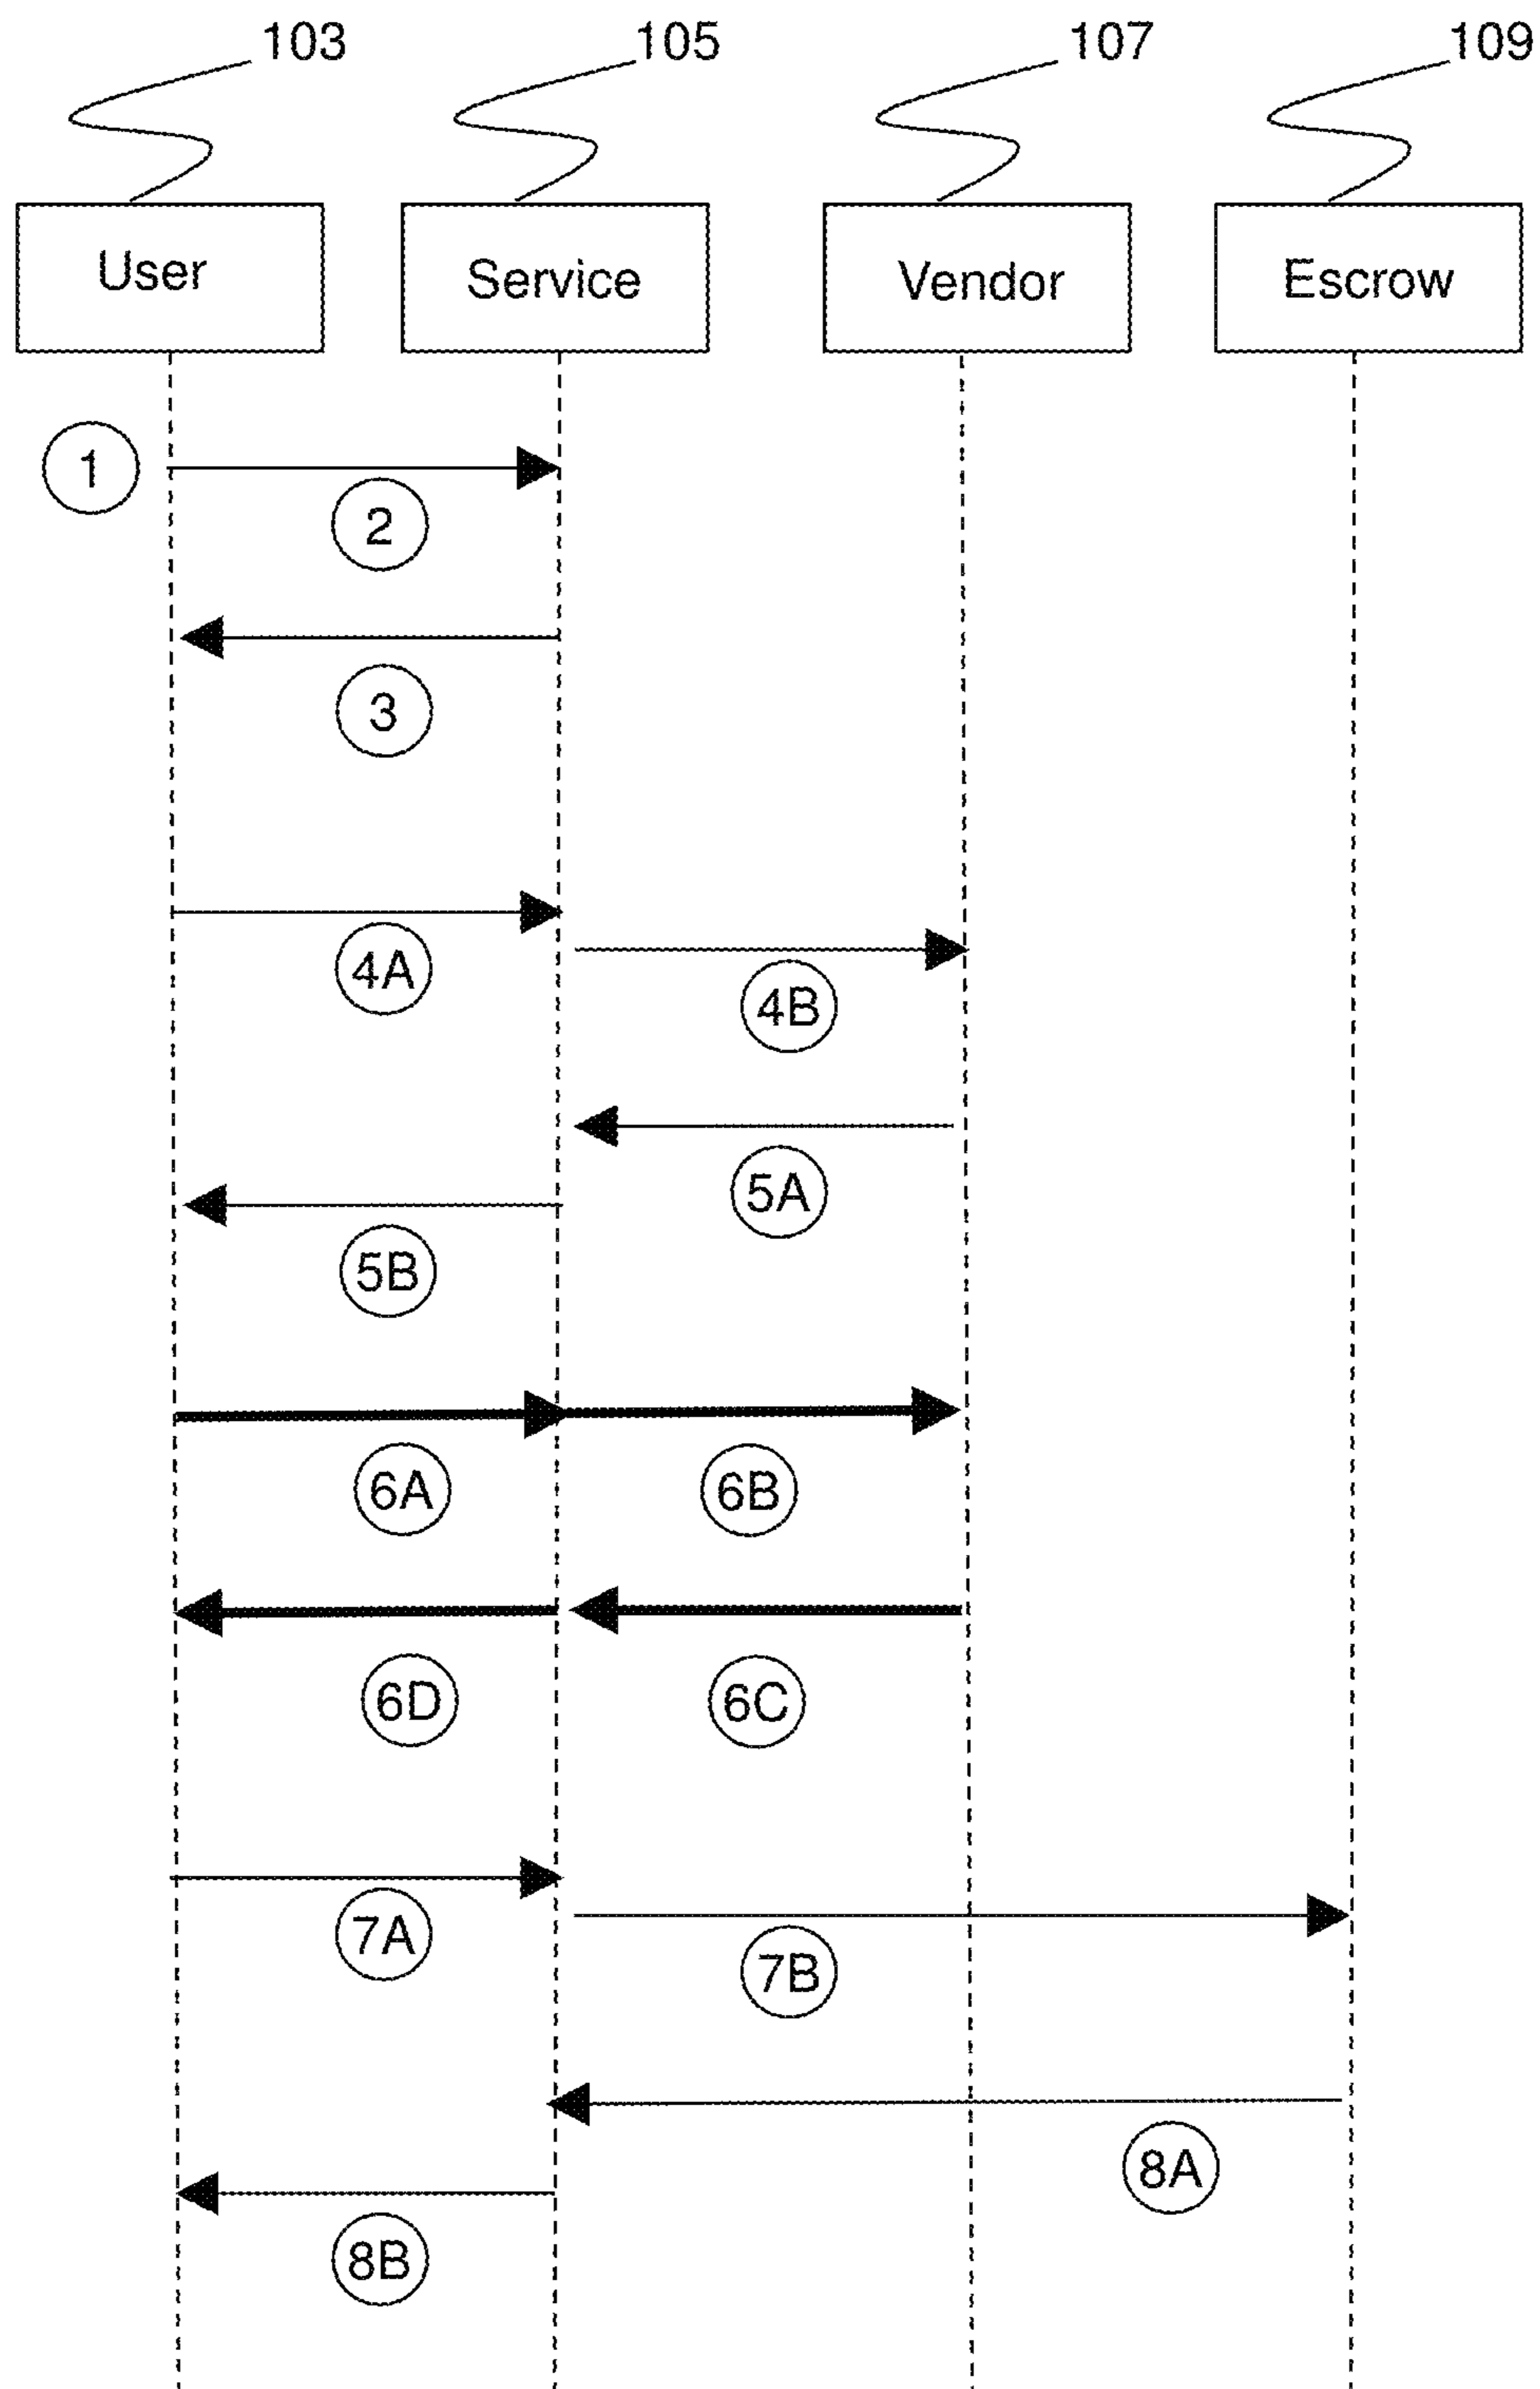 103 105 107 109
User Service Vendor Escrow
1
2
3
4A
4B
5A
5B
6A 6B
6D 6C
7A
7B
8A
8B